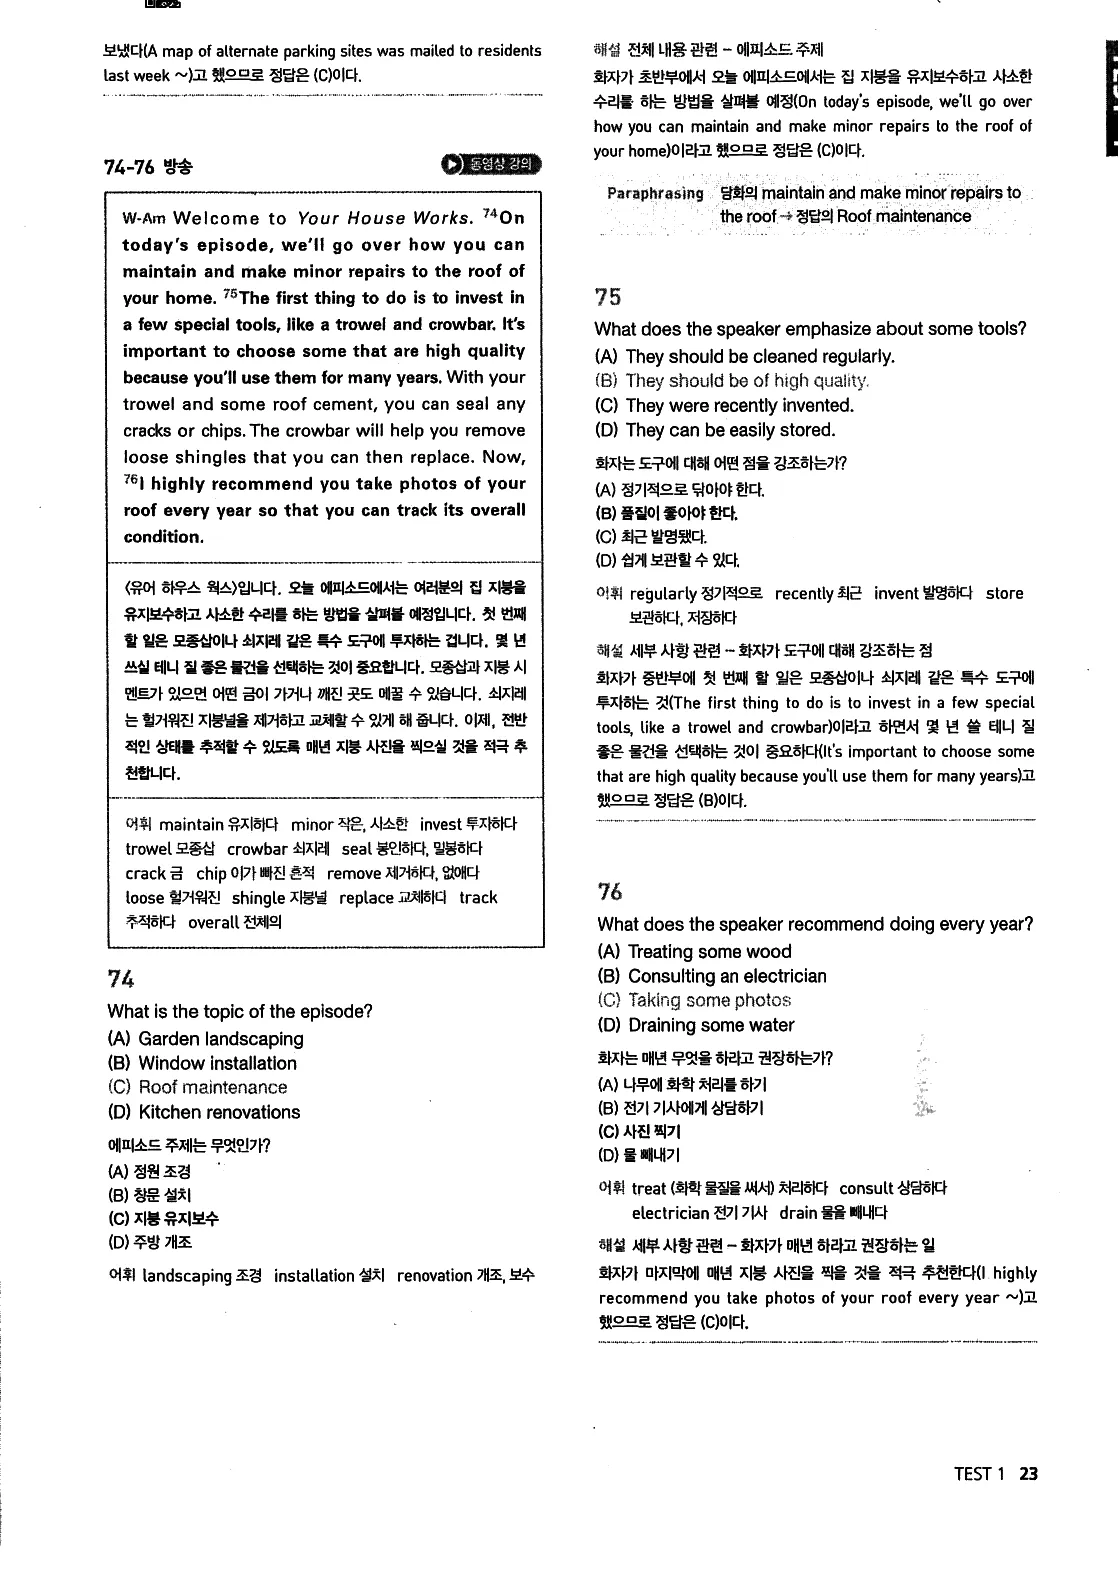 보냈다(A map of alternate parking sites was mailed to residents
last week ~)고 했으므로 정답은 (C)이다.
74-76 방송
동영상 강의
W-Am Welcome to Your House Works. 74On
today's episode, we'll go over how you can
maintain and make minor repairs to the roof of
your home. 75The first thing to do is to invest in
a few special tools, like a trowel and crowbar. It's
important to choose some that are high quality
because you'll use them for many years. With your
trowel and some roof cement, you can seal any
cracks or chips. The crowbar will help you remove
loose shingles that you can then replace. Now,
76I highly recommend you take photos of your
roof every year so that you can track its overall
condition.
<유어 하우스 웍스>입니다. 오늘 에피소드에서는 여러분의 집 지붕을
유지보수하고 사소한 수리를 하는 방법을 살펴볼 예정입니다. 첫 번째
할 일은 모종삽이나 쇠지레 같은 특수 도구에 투자하는 겁니다. 몇 년
쓰실 테니 질 좋은 물건을 선택하는 것이 중요합니다. 모종삽과 지붕 시
멘트가 있으면 어떤 금이 가거나 깨진 곳도 메꿀 수 있습니다. 쇠지레
는 헐거워진 지붕널을 제거하고 교체할 수 있게 해 줍니다. 이제, 전반
적인 상태를 추적할 수 있도록 매년 지붕 사진을 찍으실 것을 적극 추
천합니다.
어휘 maintain 유지하다 minor 작은, 사소한 invest 투자하다
trowel 모종삽 crowbar 쇠지레 seal 봉인하다, 밀봉하다
crack 금 chip 이가 빠진 흔적 remove 제거하다, 없애다
loose 헐거워진 shingle 지붕널 replace 교체하다 track
추적하다 overall 전체의
74
What is the topic of the episode?
(A) Garden landscaping
(B) Window installation
(C) Roof maintenance
(D) Kitchen renovations
에피소드 주제는 무엇인가?
(A) 정원 조경
(B) 창문 설치
(C) 지붕 유지보수
(D) 주방 개조
어휘 landscaping 조경 installation 설치 renovation 개조, 보수
해설 전체 내용 관련 – 에피소드 주제
화자가 초반부에서 오늘 에피소드에서는 집 지붕을 유지보수하고 사소한
수리를 하는 방법을 살펴볼 예정(On today's episode, we'll go over
how you can maintain and make minor repairs to the roof of
your home)이라고 했으므로 정답은 (C)이다.
Paraphrasing 담화의 maintain and make minor repairs to
the roof → 정답의 Roof maintenance
75
What does the speaker emphasize about some tools?
(A) They should be cleaned regularly.
(B) They should be of high quality.
(C) They were recently invented.
(D) They can be easily stored.
화자는 도구에 대해 어떤 점을 강조하는가?
(A) 정기적으로 닦아야 한다.
(B) 품질이 좋아야 한다.
(C) 최근 발명됐다.
(D) 쉽게 보관할 수 있다.
어휘 regularly 정기적으로 recently 최근 invent 발명하다 store
보관하다, 저장하다
해설 세부 사항 관련 – 화자가 도구에 대해 강조하는 점
화자가 중반부에 첫 번째 할 일은 모종삽이나 쇠지레 같은 특수 도구에
투자하는 것(The first thing to do is to invest in a few special
tools, like a trowel and crowbar)이라고 하면서 몇 년 쓸 테니 질
좋은 물건을 선택하는 것이 중요하다(It's important to choose some
that are high quality because you'll use them for many years)고
했으므로 정답은 (B)이다.
76
What does the speaker recommend doing every year?
(A) Treating some wood
(B) Consulting an electrician
(C) Taking some photos
(D) Draining some water
화자는 매년 무엇을 하라고 권장하는가?
(A) 나무에 화학 처리를 하기
(B) 전기 기사에게 상담하기
(C) 사진 찍기
(D) 물 빼내기
어휘 treat (화학 물질을 써서) 처리하다 consult 상담하다
electrician 전기 기사 drain 물을 빼내다
해설 세부 사항 관련 – 화자가 매년 하라고 권장하는 일
화자가 마지막에 매년 지붕 사진을 찍을 것을 적극 추천한다(I highly
recommend you take photos of your roof every year ~)고
했으므로 정답은 (C)이다.
TEST 1 23